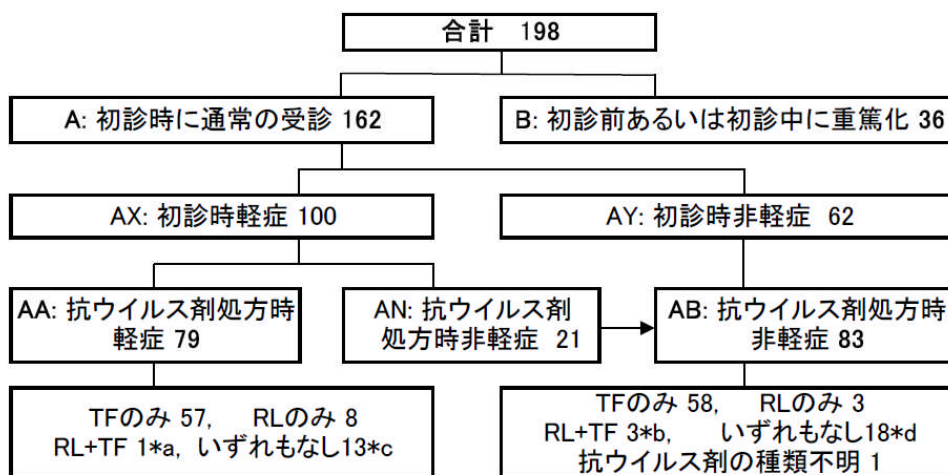 合計 198
A: 初診時に通常の受診 162
B: 初診前あるいは初診中に重篤化 36
AX: 初診時軽症 100
AY: 初診時非軽症 62
AA: 抗ウイルス剤処方時
軽症 79
AN: 抗ウイルス剤
処方時非軽症 21
AB: 抗ウイルス剤処方時
非軽症 83
TFのみ 57, RLのみ 8
RL+TF 1*a, いずれもなし13*c
TFのみ 58, RLのみ 3
RL+TF 3*b, いずれもなし18*d
抗ウイルス剤の種類不明 1